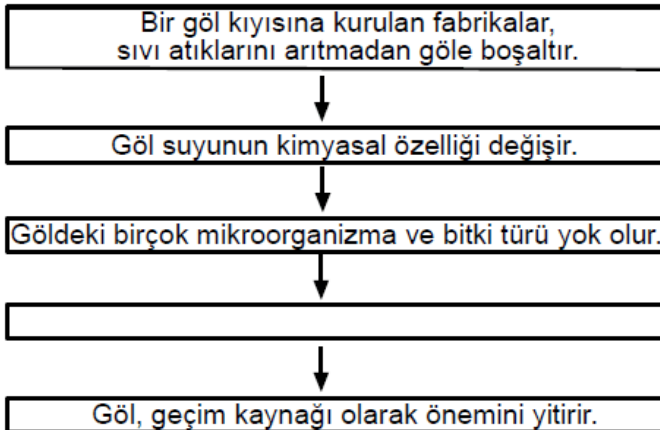 Bir göl kıyısına kurulan fabrikalar,
sıvı atıklarını arıtmadan göle boşaltır.
Göl suyunun kimyasal özelliği değişir.
Göldeki birçok mikroorganizma ve bitki türü yok olur.
Göl, geçim kaynağı olarak önemini yitirir.